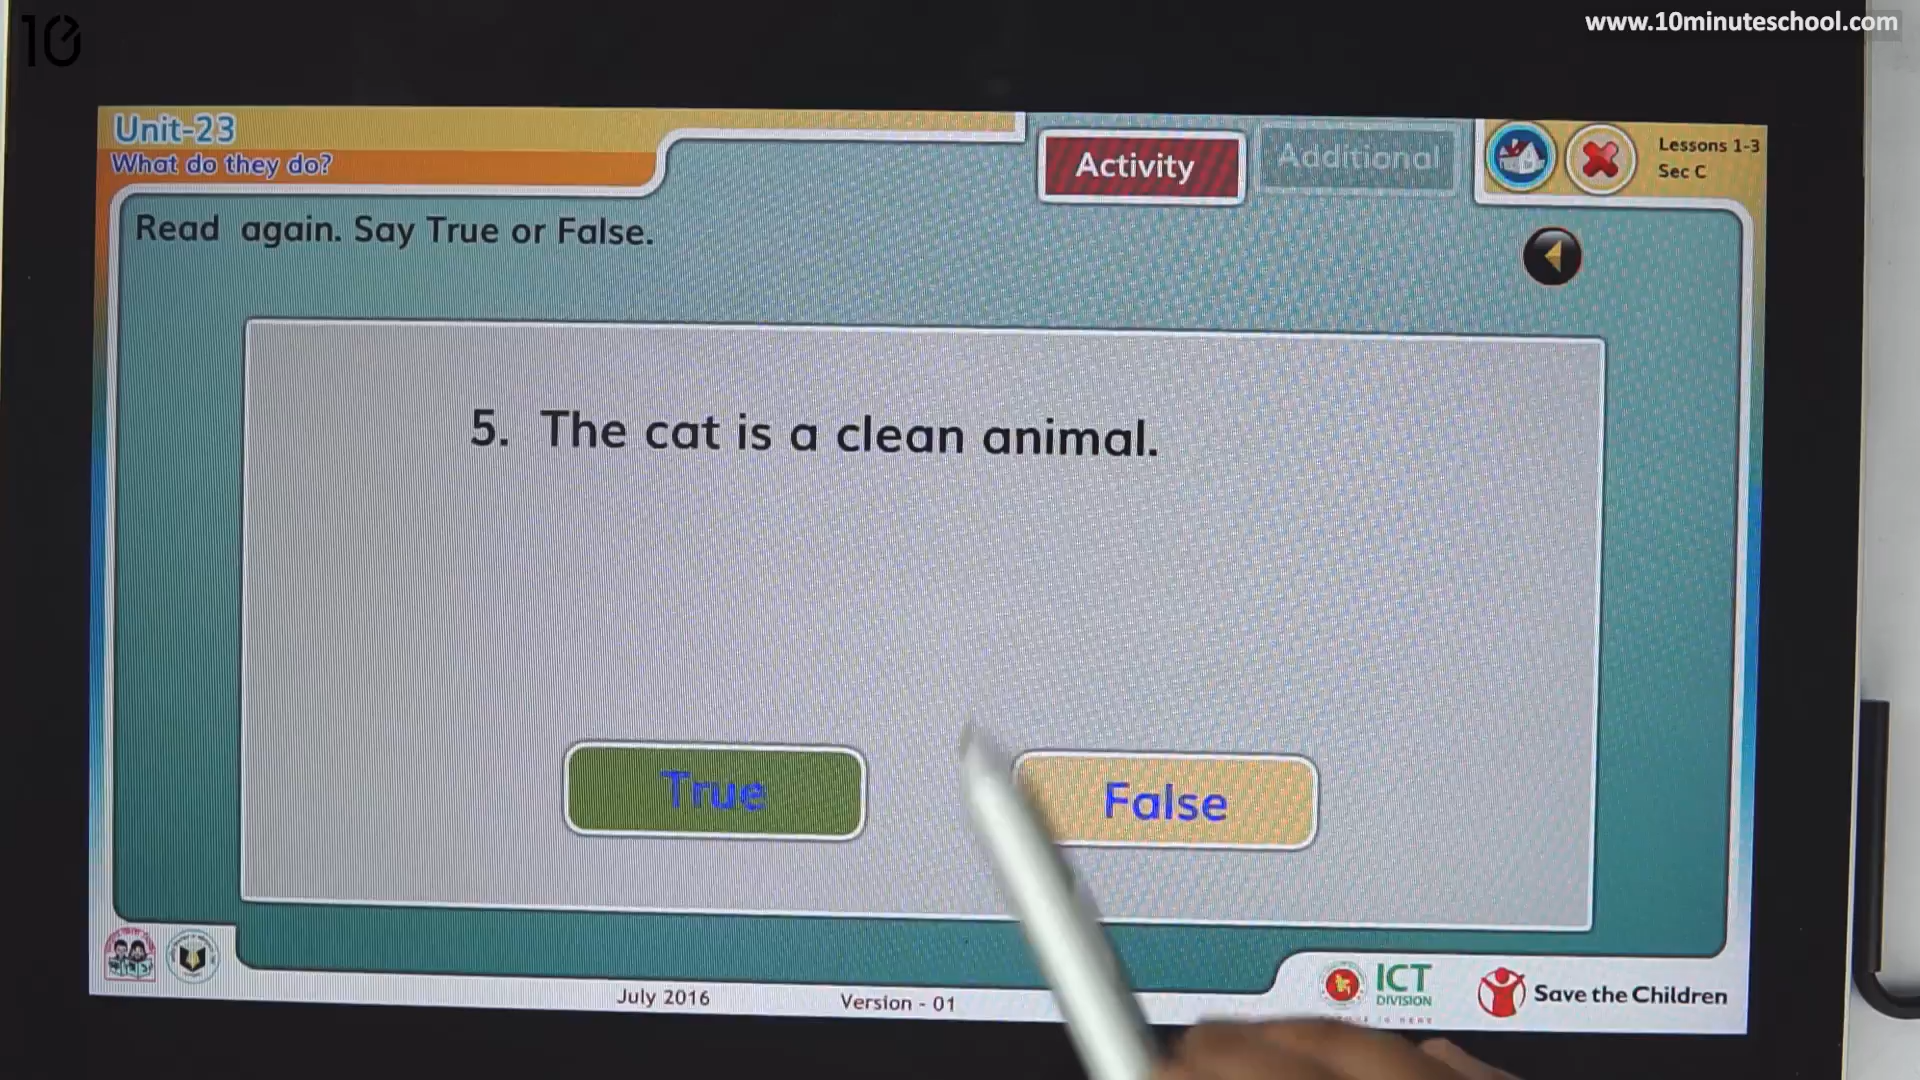 10
www.10minuteschool.com
Unit-23
What do they do?
Activity
Additional
Lessons 1-3
Sec C
Read again. Say True or False.
5. The cat is a clean animal.
True
False
July 2016
Version - 01
ICT
DIVISION
Save the Children